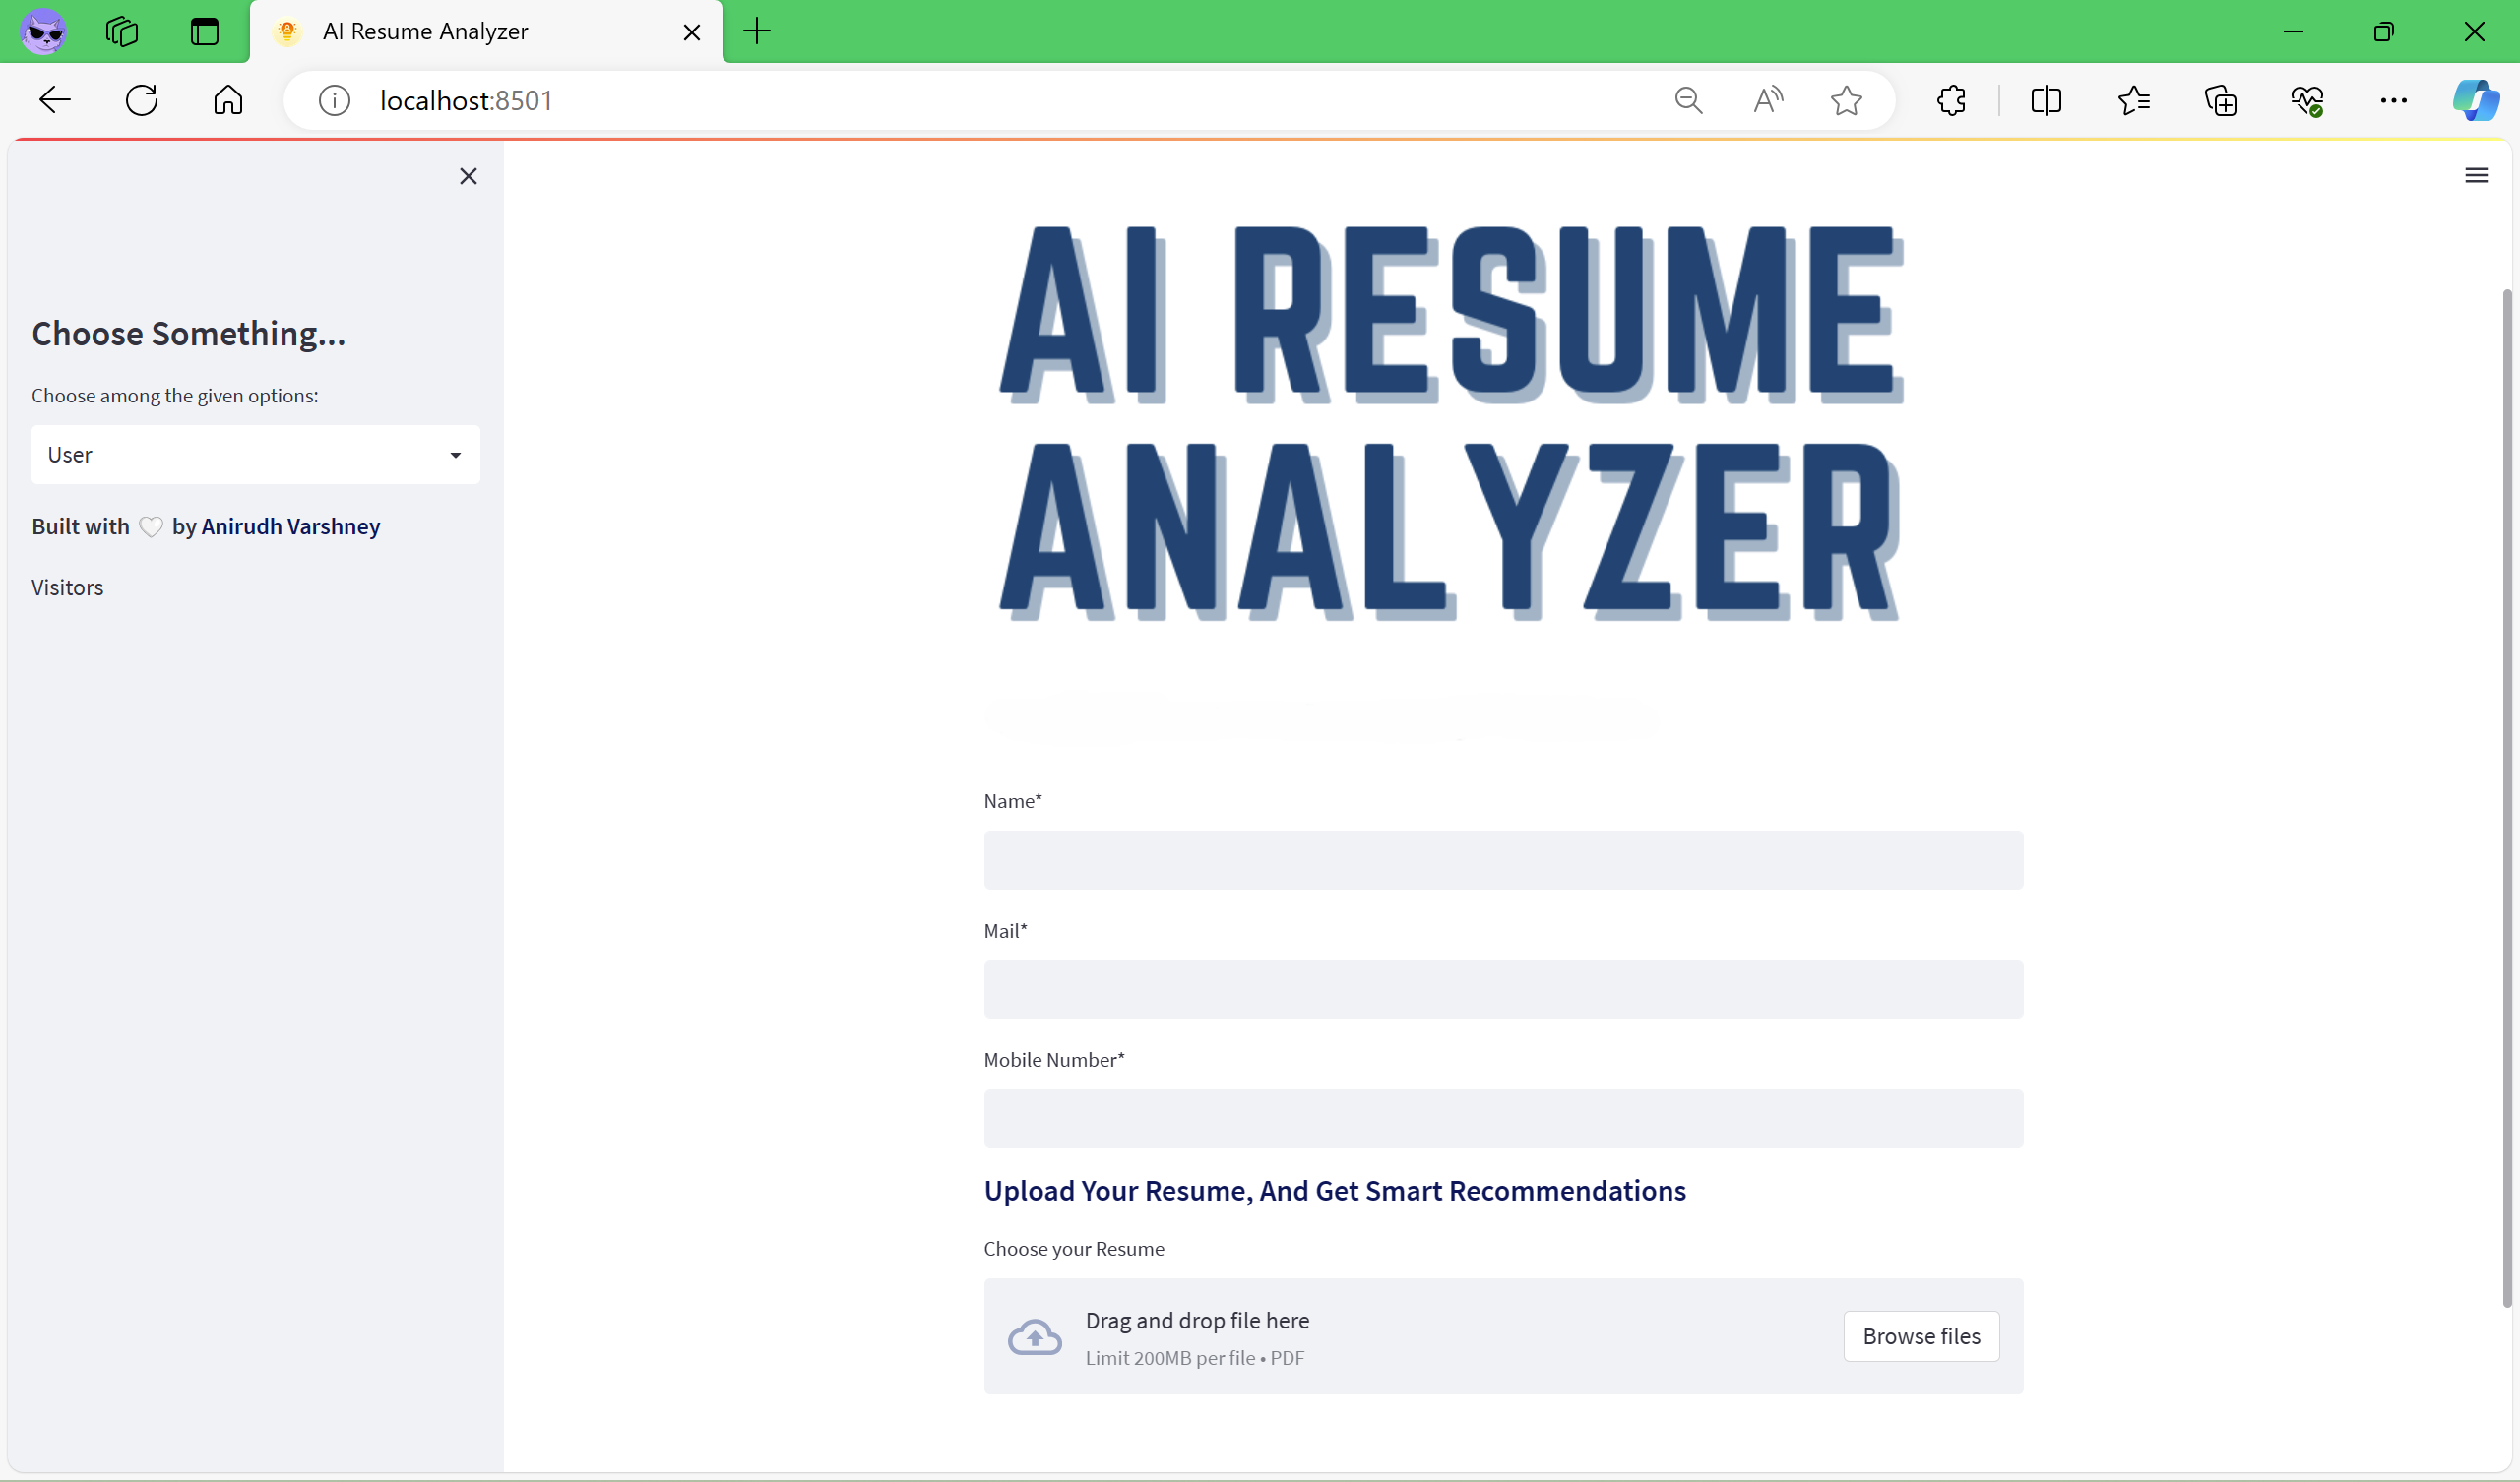 AI Resume Analyzer
localhost:8501
Choose Something...
Choose among the given options:
User
Built with 🤍 by Anirudh Varshney
Visitors
AI RESUME
ANALYZER
Name*
Mail*
Mobile Number*
Upload Your Resume, And Get Smart Recommendations
Choose your Resume
Drag and drop file here
Limit 200MB per file • PDF
Browse files